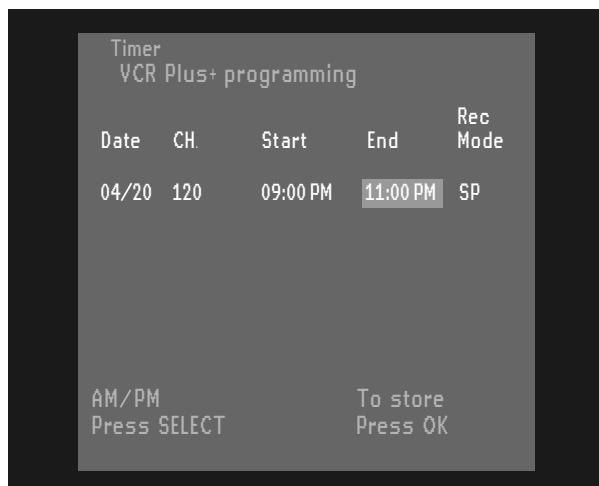 Timer
VCR Plus+ programming
Rec
Date CH. Start End Mode
04/20 120 09:00 PM 11:00 PM SP
AM/PM To store
Press SELECT Press OK